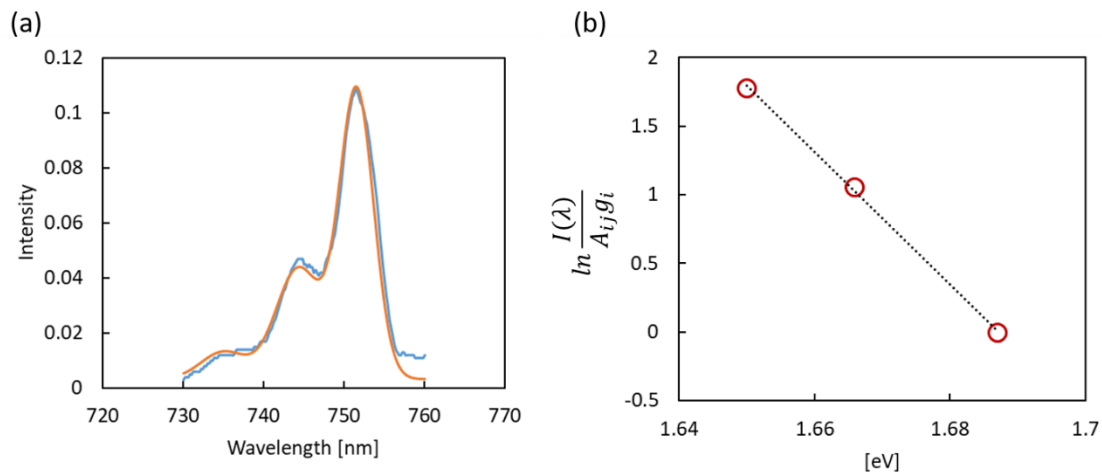 (a)
0.12
0.1
0.08
0.06
0.04
0.02
0
Intensity
720 730 740 750 760 770
Wavelength [nm]
(b)
2
1.5
1
0.5
0
-0.5
ln I(λ) / A_ij g_i
1.64 1.66 1.68 1.7
[eV]